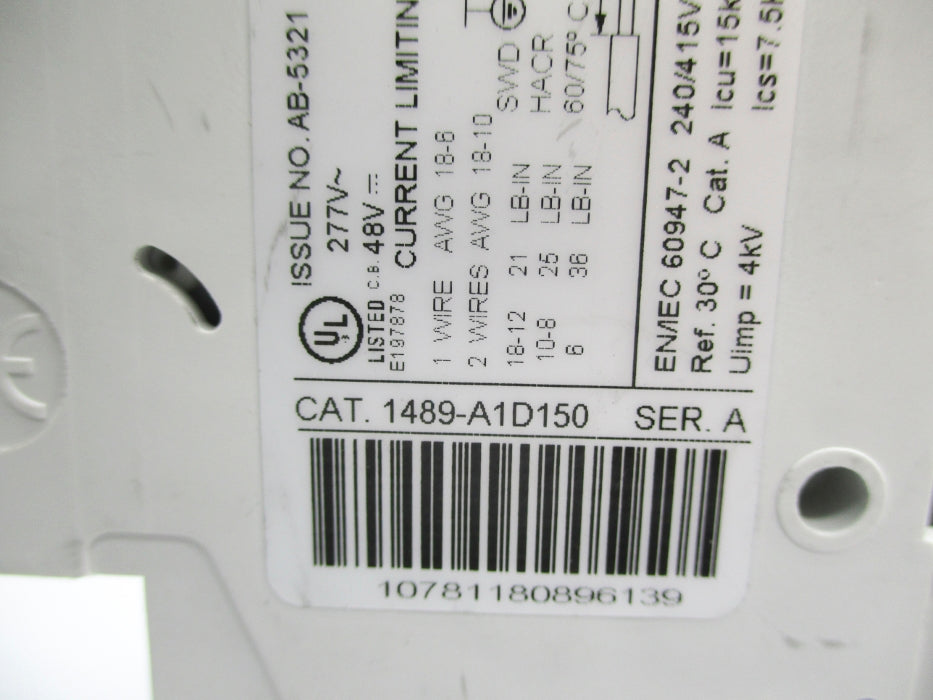 ISSUE NO. AB-5321
277V~
UL LISTED C.B. 48V ⎓
E197878 CURRENT LIMITIN
1 WIRE AWG 18-8
2 WIRES AWG 18-10
18-12 21 LB-IN SWD
10-8 25 LB-IN HACR
6 36 LB-IN 60/75° C
EN/IEC 60947-2 240/415V
Ref. 30° C Cat. A Icu=15k
Uimp = 4kV Ics=7.5k
CAT. 1489-A1D150 SER. A
10781180896139